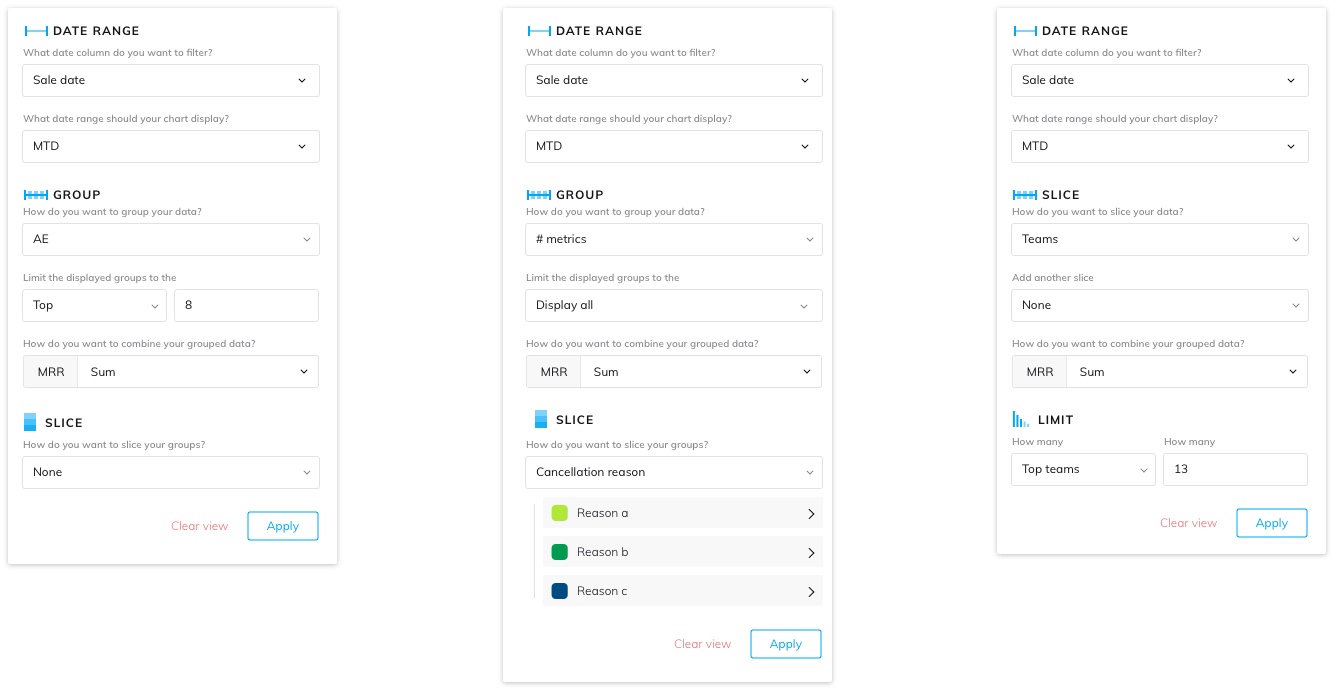 DATE RANGE
What date column do you want to filter?
Sale date
What date range should your chart display?
MTD
GROUP
How do you want to group your data?
AE
Limit the displayed groups to the
Top
8
How do you want to combine your grouped data?
MRR
Sum
SLICE
How do you want to slice your groups?
None
Clear view
Apply
DATE RANGE
What date column do you want to filter?
Sale date
What date range should your chart display?
MTD
GROUP
How do you want to group your data?
# metrics
Limit the displayed groups to the
Display all
How do you want to combine your grouped data?
MRR
Sum
SLICE
How do you want to slice your groups?
Cancellation reason
Reason a
Reason b
Reason c
Clear view
Apply
DATE RANGE
What date column do you want to filter?
Sale date
What date range should your chart display?
MTD
SLICE
How do you want to slice your data?
Teams
Add another slice
None
How do you want to combine your grouped data?
MRR
Sum
LIMIT
How many
How many
Top teams
13
Clear view
Apply